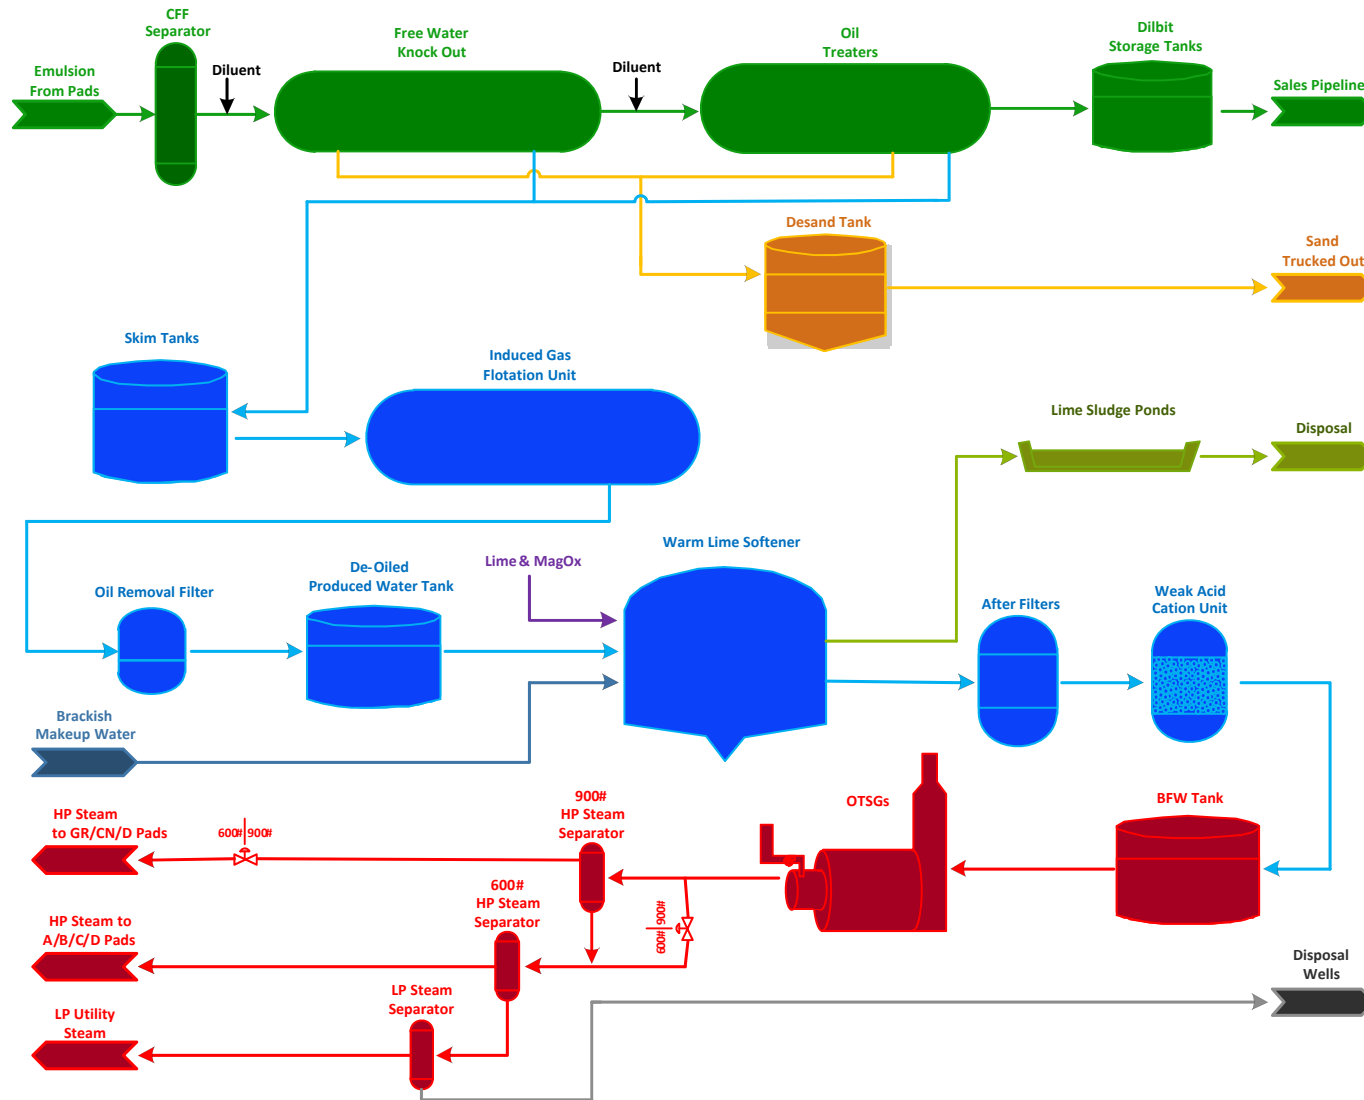 CFF
Separator
Free Water
Knock Out
Oil
Treaters
Dilbit
Storage Tanks
Emulsion
From Pads
Diluent
Diluent
Sales Pipeline
Desand Tank
Sand
Trucked Out
Skim Tanks
Induced Gas
Flotation Unit
Lime Sludge Ponds
Disposal
Warm Lime Softener
Lime & MagOx
De-Oiled
Produced Water Tank
Oil Removal Filter
After Filters
Weak Acid
Cation Unit
Brackish
Makeup Water
HP Steam
to GR/CN/D Pads
600# 900#
900#
HP Steam
Separator
OTSGs
BFW Tank
600#
HP Steam
Separator
600# 900#
HP Steam to
A/B/C/D Pads
LP Steam
Separator
LP Utility
Steam
Disposal
Wells